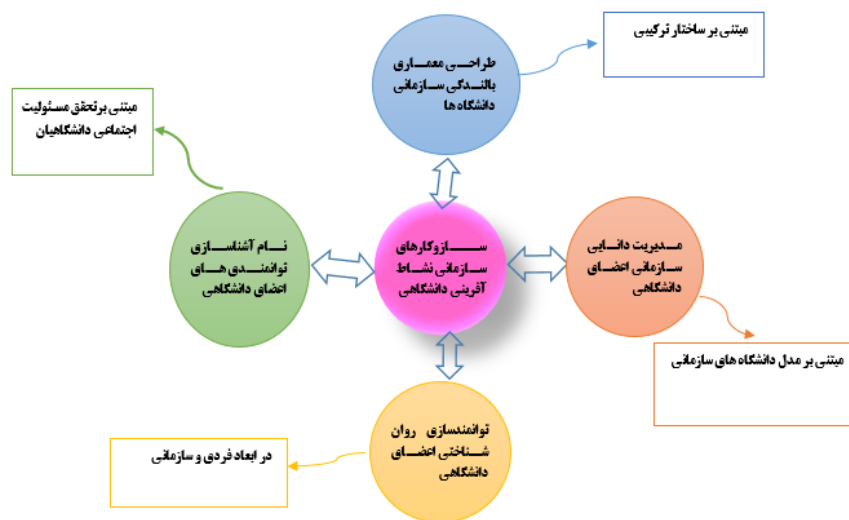 مبتنی بر ساختار ترکیبی
طراحی معماری
بالندگی سازمانی
دانشگاه ها
مبتنی برتحقق مسئولیت
اجتماعی دانشگاهیان
سازوکارهای
سازمانی نشاط
آفرینی دانشگاهی
مدیریت دانایی
سازمانی اعضای
دانشگاهی
نام آشناسازی
توانمندی های
اعضای دانشگاهی
مبتنی بر مدل دانشگاه های سازمانی
توانمندسازی روان
شناختی اعضای
دانشگاهی
در ابعاد فردی و سازمانی